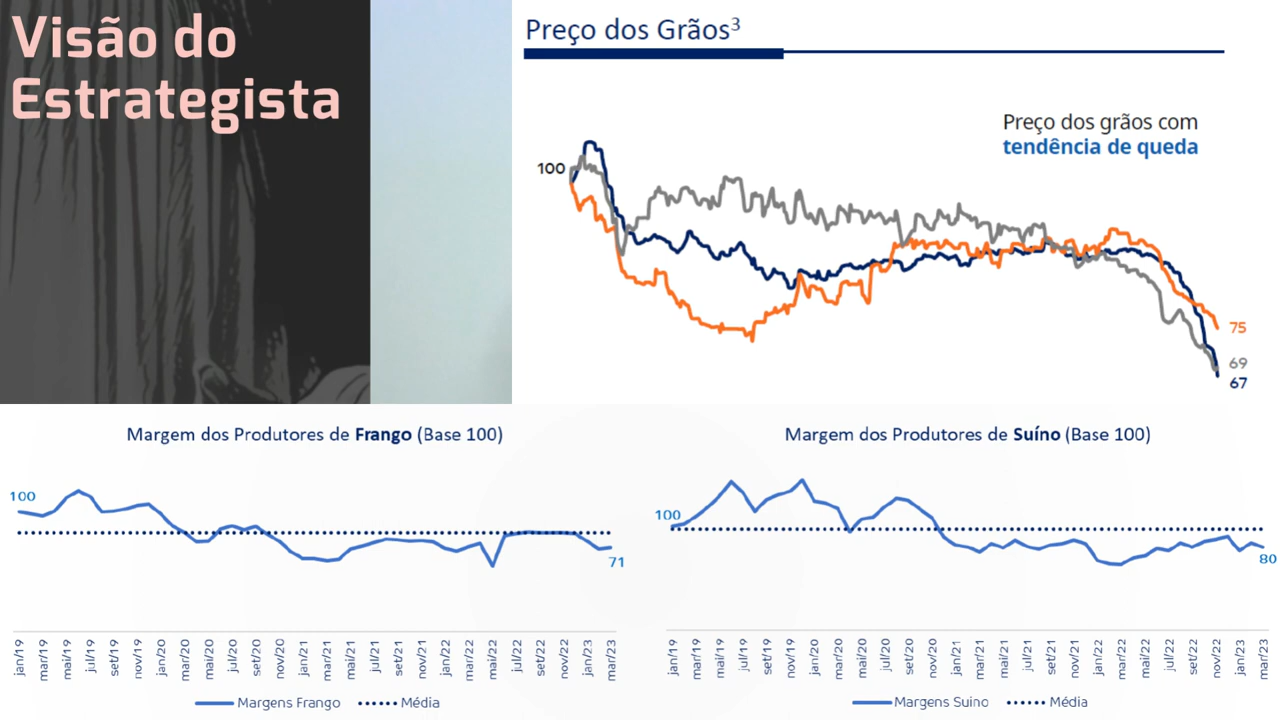 Visão do
Estrategista
Preço dos Grãos³
Preço dos grãos com
tendência de queda
100
75
69
67
Margem dos Produtores de Frango (Base 100)
100
71
jan/19
mar/19
mai/19
jul/19
set/19
nov/19
jan/20
mar/20
mai/20
jul/20
set/20
nov/20
jan/21
mar/21
mai/21
jul/21
set/21
nov/21
jan/22
mar/22
mai/22
jul/22
set/22
nov/22
jan/23
mar/23
Margens Frango
Média
Margem dos Produtores de Suíno (Base 100)
100
80
jan/19
mar/19
mai/19
jul/19
set/19
nov/19
jan/20
mar/20
mai/20
jul/20
set/20
nov/20
jan/21
mar/21
mai/21
jul/21
set/21
nov/21
jan/22
mar/22
mai/22
jul/22
set/22
nov/22
jan/23
mar/23
Margens Suino
Média